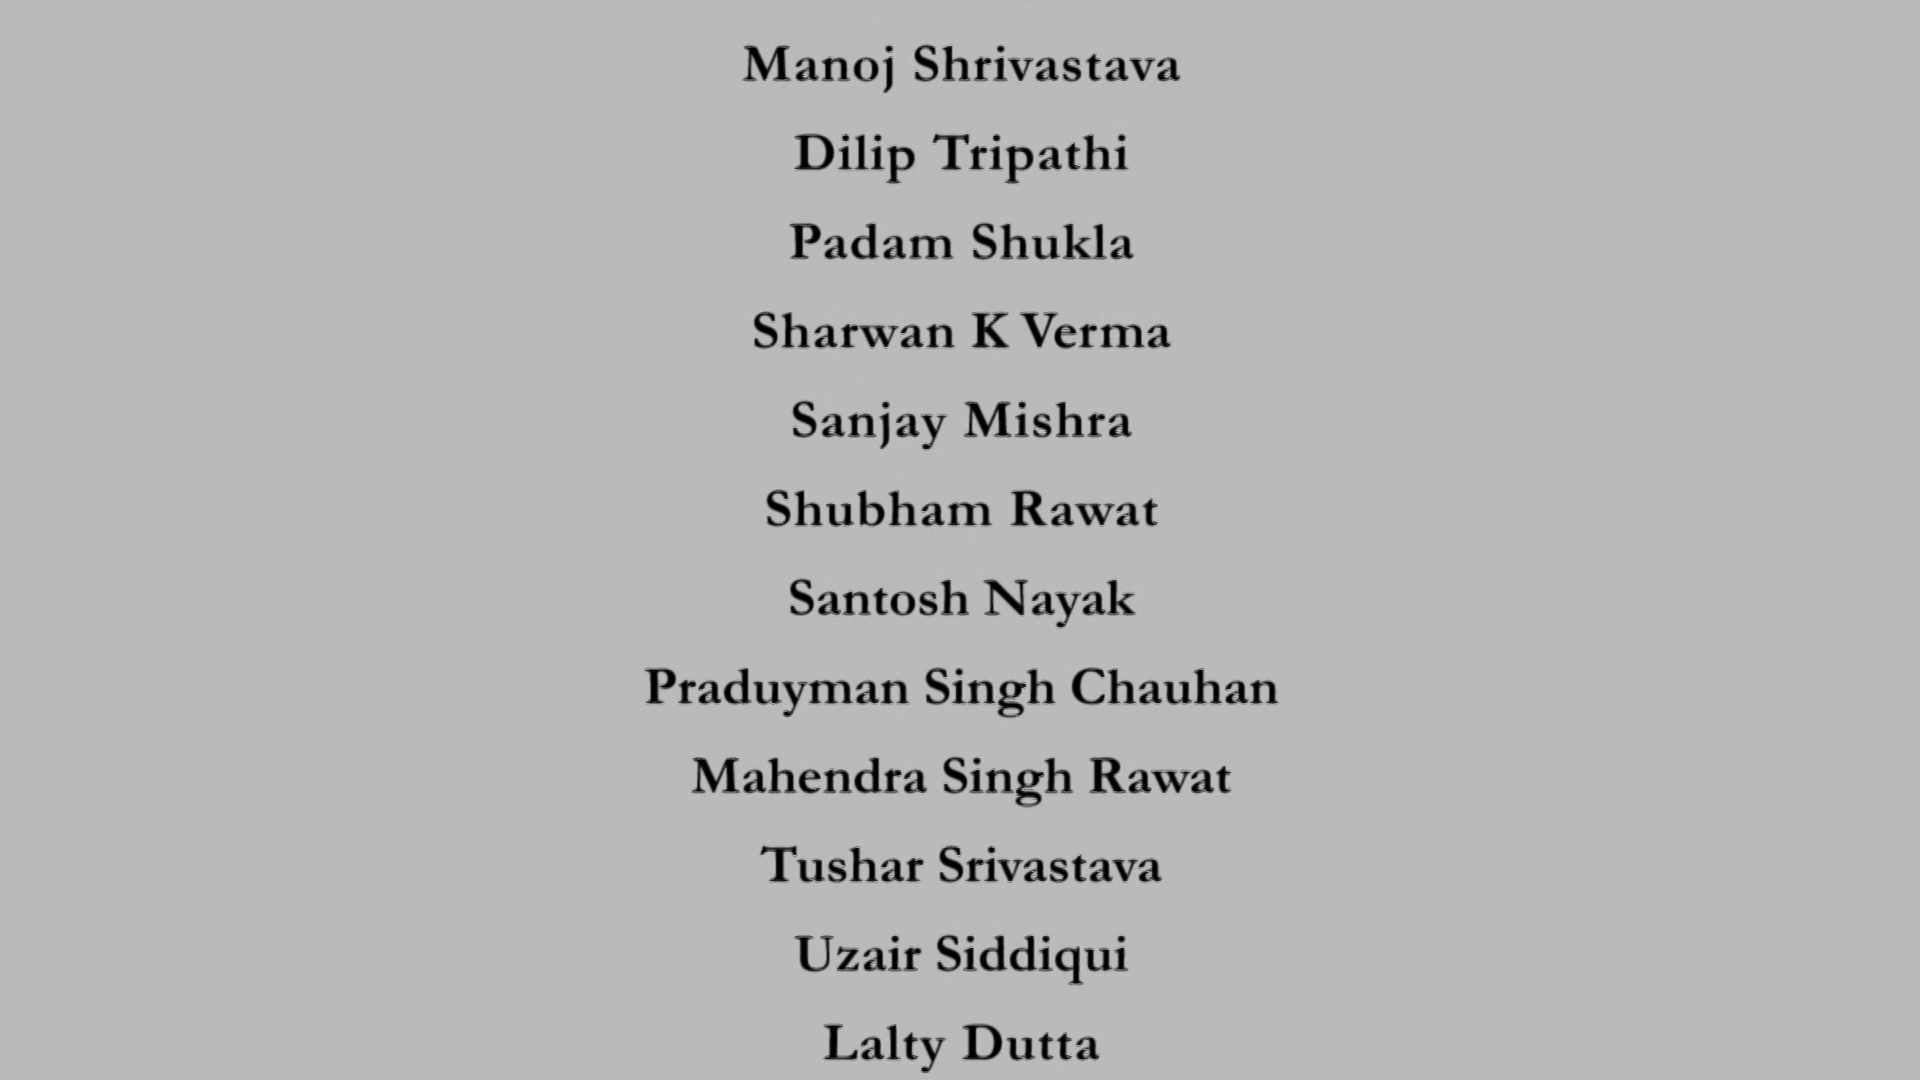 Manoj Shrivastava
Dilip Tripathi
Padam Shukla
Sharwan K Verma
Sanjay Mishra
Shubham Rawat
Santosh Nayak
Praduyman Singh Chauhan
Mahendra Singh Rawat
Tushar Srivastava
Uzair Siddiqui
Lalty Dutta